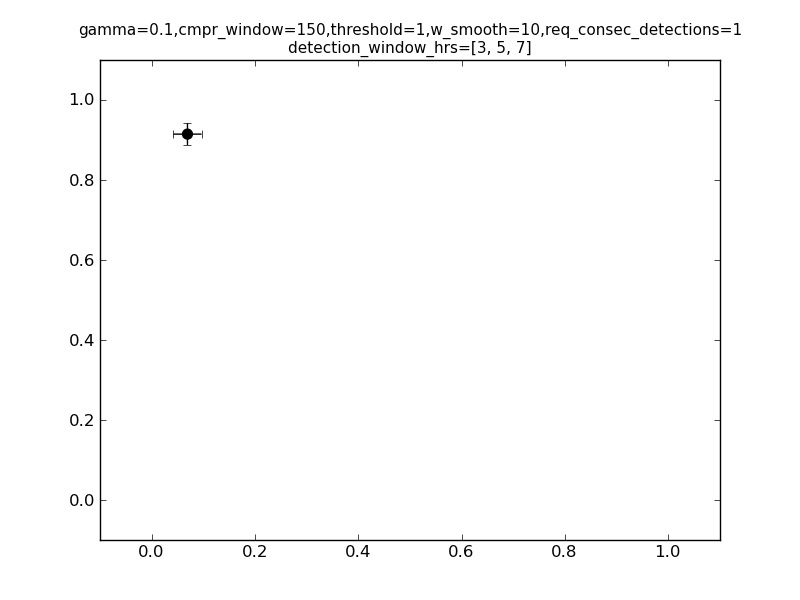 gamma=0.1,cmpr_window=150,threshold=1,w_smooth=10,req_consec_detections=1
detection_window_hrs=[3, 5, 7]
1.0
0.8
0.6
0.4
0.2
0.0
0.0 0.2 0.4 0.6 0.8 1.0